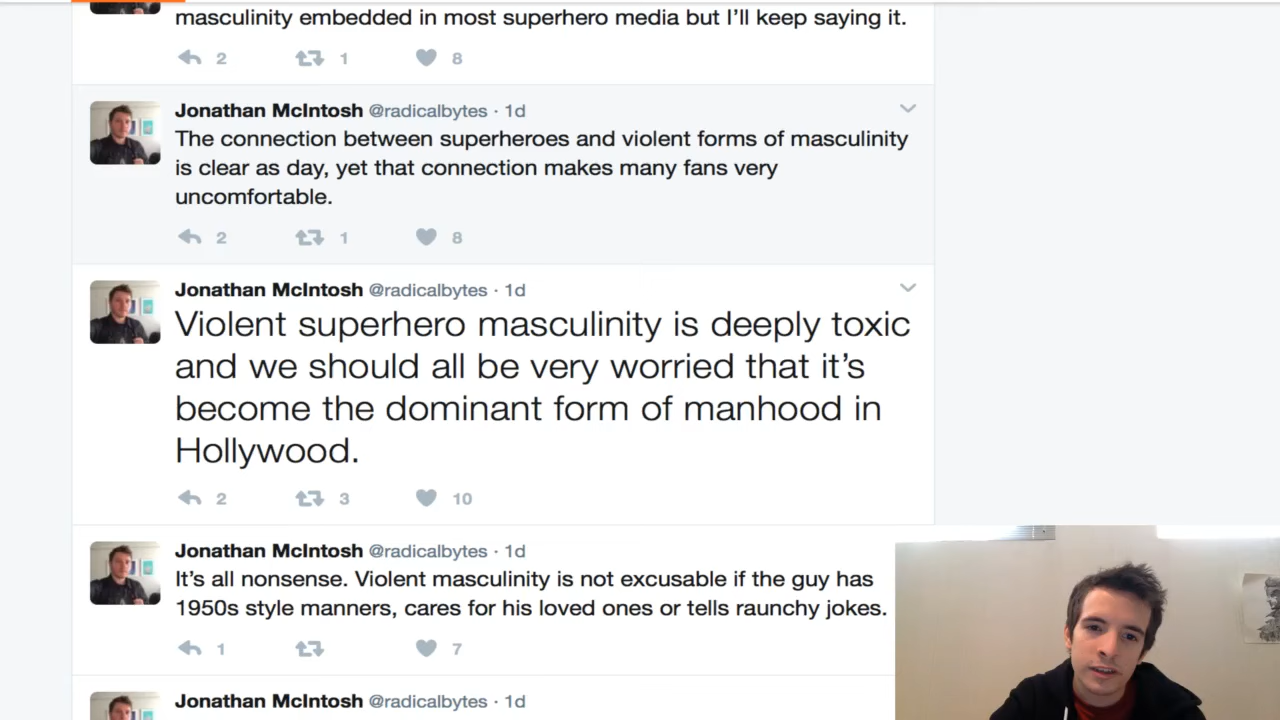 masculinity embedded in most superhero media but I'll keep saying it.
2 1 8
Jonathan McIntosh @radicalbytes · 1d
The connection between superheroes and violent forms of masculinity
is clear as day, yet that connection makes many fans very
uncomfortable.
2 1 8
Jonathan McIntosh @radicalbytes · 1d
Violent superhero masculinity is deeply toxic
and we should all be very worried that it's
become the dominant form of manhood in
Hollywood.
2 3 10
Jonathan McIntosh @radicalbytes · 1d
It's all nonsense. Violent masculinity is not excusable if the guy has
1950s style manners, cares for his loved ones or tells raunchy jokes.
1 7
Jonathan McIntosh @radicalbytes · 1d